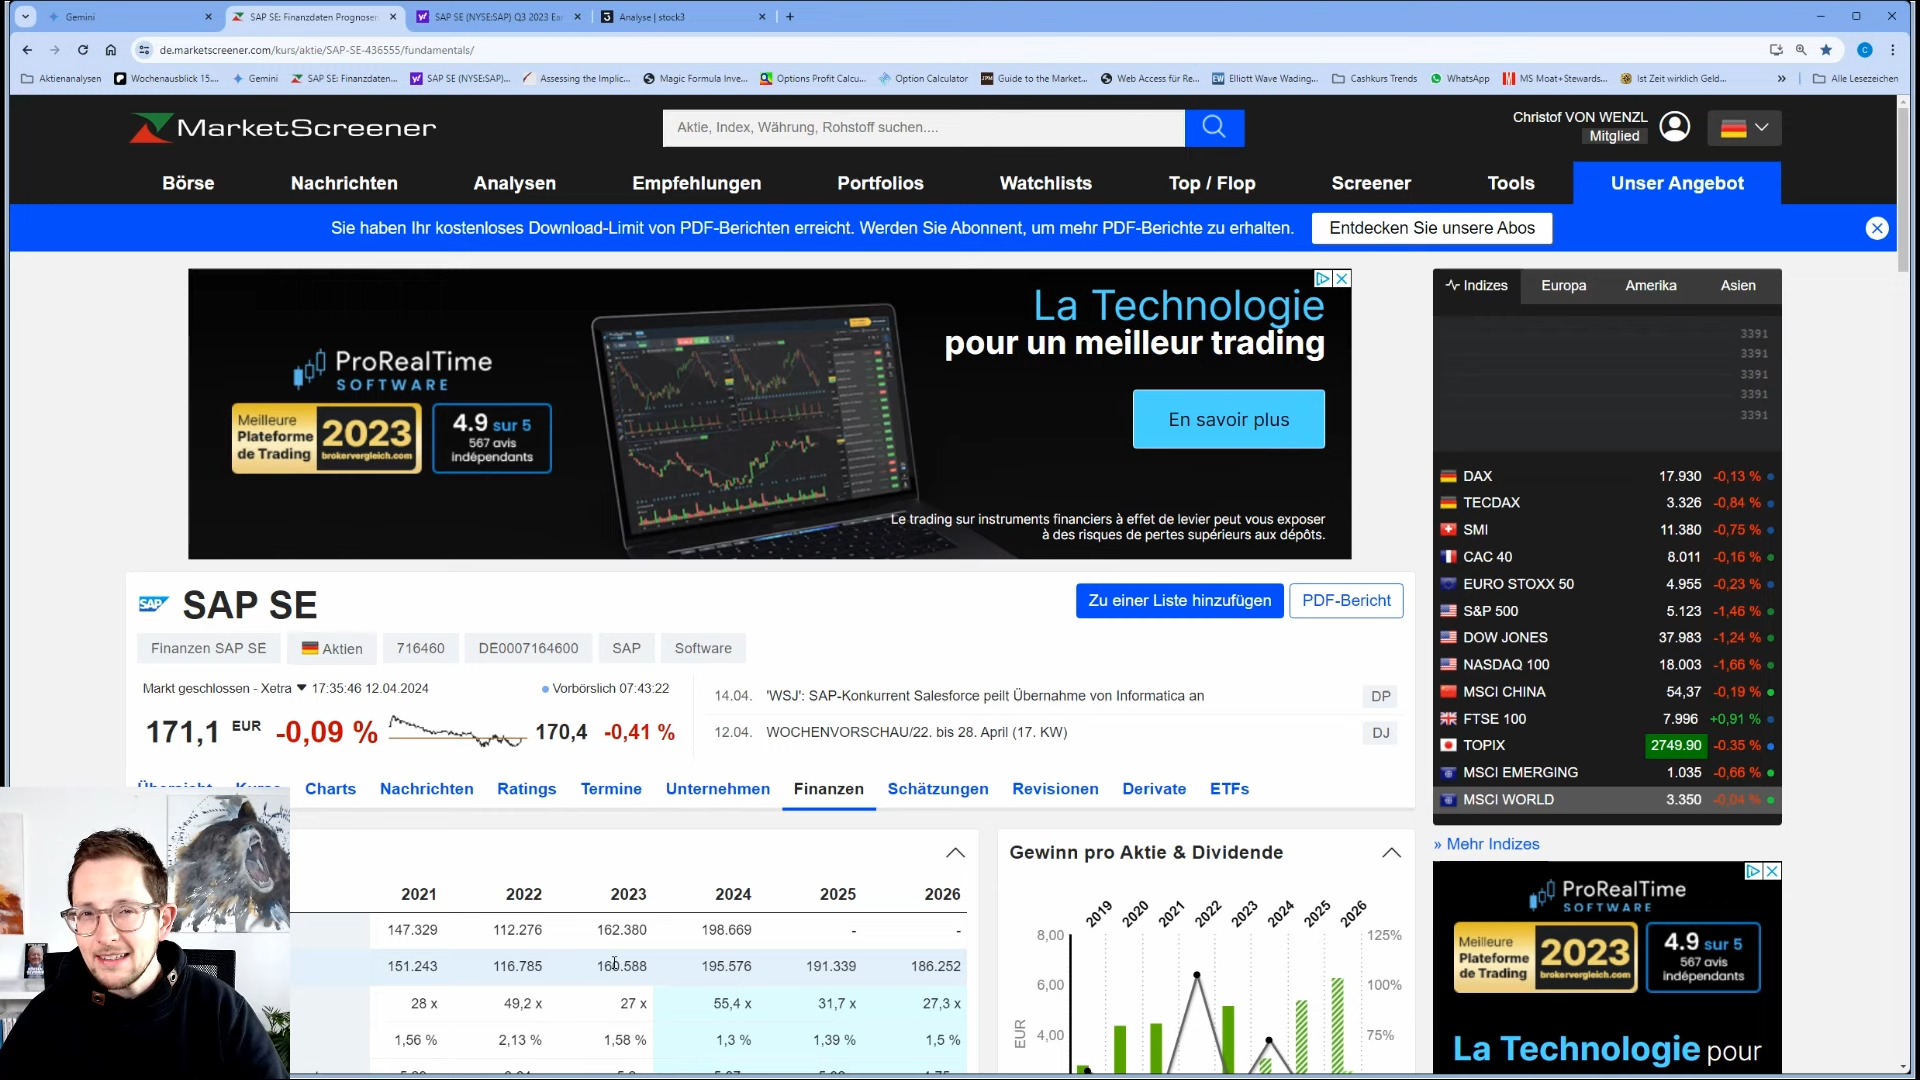 Gemini
SAP SE: Finanzdaten Prognosen
SAP SE (NYSE:SAP) Q3 2023 Ear
Analyse | stock3
de.marketscreener.com/kurs/aktie/SAP-SE-436555/fundamentals/
Aktienanalysen
Wochenausblick 15....
Gemini
SAP SE: Finanzdaten...
SAP SE (NYSE:SAP)...
Assessing the Implic...
Magic Formula Inve...
Options Profit Calcu...
Option Calculator
Guide to the Market...
Web Access für Re...
Elliott Wave Wading...
Cashkurs Trends
WhatsApp
MS Moat+Stewards...
Ist Zeit wirklich Geld...
Alle Lesezeichen
MarketScreener
Aktie, Index, Währung, Rohstoff suchen....
Christof VON WENZL
Mitglied
Börse Nachrichten Analysen Empfehlungen Portfolios Watchlists Top / Flop Screener Tools Unser Angebot
Sie haben Ihr kostenloses Download-Limit von PDF-Berichten erreicht. Werden Sie Abonnent, um mehr PDF-Berichte zu erhalten. Entdecken Sie unsere Abos
ProRealTime
SOFTWARE
Meilleure
Plateforme
de Trading
2023
brokervergleich.com
4.9 sur 5
567 avis
indépendants
La Technologie
pour un meilleur trading
En savoir plus
Le trading sur instruments financiers à effet de levier peut vous exposer
à des risques de pertes supérieurs aux dépôts.
Indizes Europa Amerika Asien
3391
3391
3391
3391
3391
DAX 17.930 -0,13 %
TECDAX 3.326 -0,84 %
SMI 11.380 -0,75 %
CAC 40 8.011 -0,16 %
EURO STOXX 50 4.955 -0,23 %
S&P 500 5.123 -1,46 %
DOW JONES 37.983 -1,24 %
NASDAQ 100 18.003 -1,66 %
MSCI CHINA 54,37 -0,19 %
FTSE 100 7.996 +0,91 %
TOPIX 2749.90 -0.35 %
MSCI EMERGING 1.035 -0,66 %
MSCI WORLD 3.350 -0,04 %
» Mehr Indizes
SAP SAP SE
Zu einer Liste hinzufügen PDF-Bericht
Finanzen SAP SE Aktien 716460 DE0007164600 SAP Software
Markt geschlossen - Xetra 17:35:46 12.04.2024 Vorbörslich 07:43:22
171,1 EUR -0,09 % 170,4 -0,41 %
14.04. 'WSJ': SAP-Konkurrent Salesforce peilt Übernahme von Informatica an DP
12.04. WOCHENVORSCHAU/22. bis 28. April (17. KW) DJ
Charts Nachrichten Ratings Termine Unternehmen Finanzen Schätzungen Revisionen Derivate ETFs
2021 2022 2023 2024 2025 2026
147.329 112.276 162.380 198.669 - -
151.243 116.785 160.588 195.576 191.339 186.252
28 x 49,2 x 27 x 55,4 x 31,7 x 27,3 x
1,56 % 2,13 % 1,58 % 1,3 % 1,39 % 1,5 %
Gewinn pro Aktie & Dividende
2019 2020 2021 2022 2023 2024 2025 2026
8,00 125%
6,00 100%
4,00 75%
EUR
ProRealTime
SOFTWARE
Meilleure
Plateforme
de Trading
2023
brokervergleich.com
4.9 sur 5
567 avis
indépendants
La Technologie pour